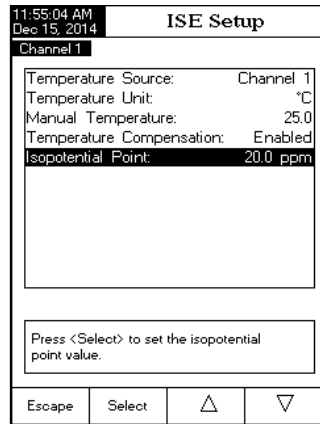 11:55:04 AM
Dec 15, 2014
ISE Setup
Channel 1
Temperature Source: Channel 1
Temperature Unit: °C
Manual Temperature: 25.0
Temperature Compensation: Enabled
Isopotential Point: 20.0 ppm
Press <Select> to set the isopotential
point value.
Escape Select △ ▽